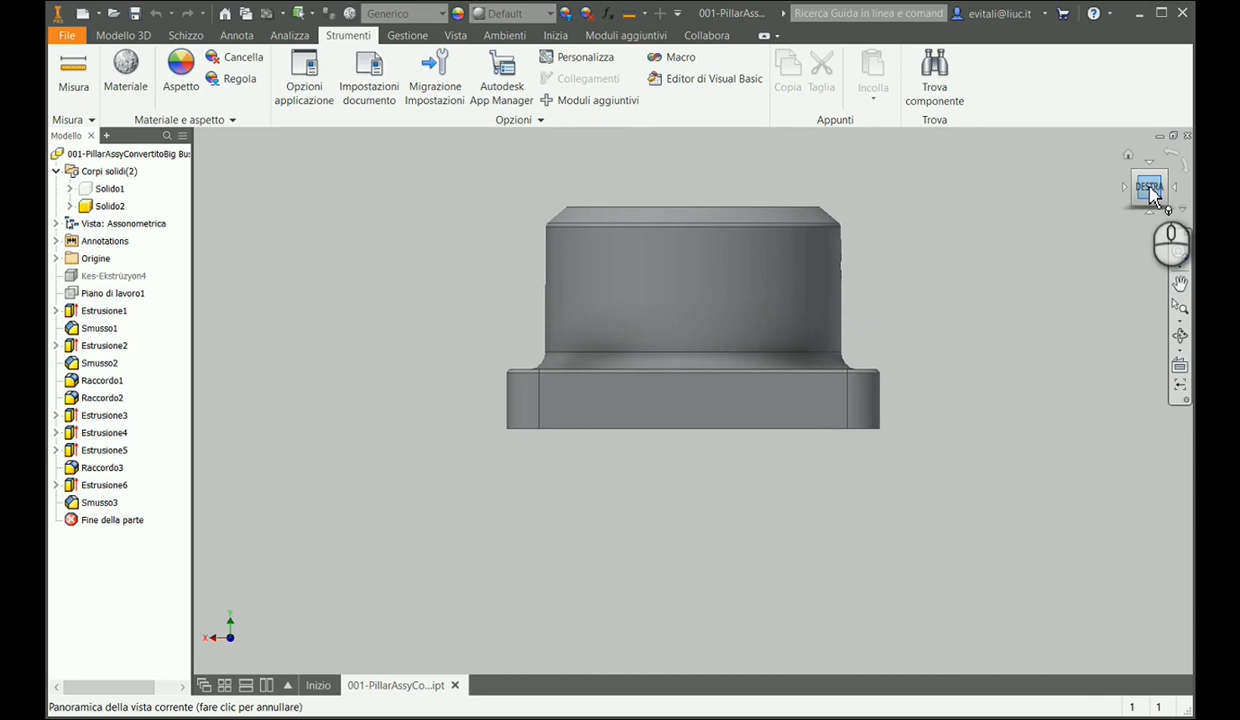 Generico
Default
001-PillarAss...
Ricerca Guida in linea e comand
evitali@liuc.it
File
Modello 3D
Schizzo
Annota
Analizza
Strumenti
Gestione
Vista
Ambienti
Inizia
Moduli aggiuntivi
Collabora
Misura
Materiale
Aspetto
Cancella
Regola
Opzioni
applicazione
Impostazioni
documento
Migrazione
Impostazioni
Autodesk
App Manager
Personalizza
Collegamenti
Moduli aggiuntivi
Macro
Editor di Visual Basic
Copia
Taglia
Incolla
Trova
componente
Misura
Materiale e aspetto
Opzioni
Appunti
Trova
Modello
001-PillarAssyConvertitoBig Bus
Corpi solidi(2)
Solido1
Solido2
Vista: Assonometrica
Annotations
Origine
Kes-Ekstrüzyon4
Piano di lavoro1
Estrusione1
Smusso1
Estrusione2
Smusso2
Raccordo1
Raccordo2
Estrusione3
Estrusione4
Estrusione5
Raccordo3
Estrusione6
Smusso3
Fine della parte
DESTRA
Y
X
Inizio
001-PillarAssyCo...ipt
Panoramica della vista corrente (fare clic per annullare)
1 1